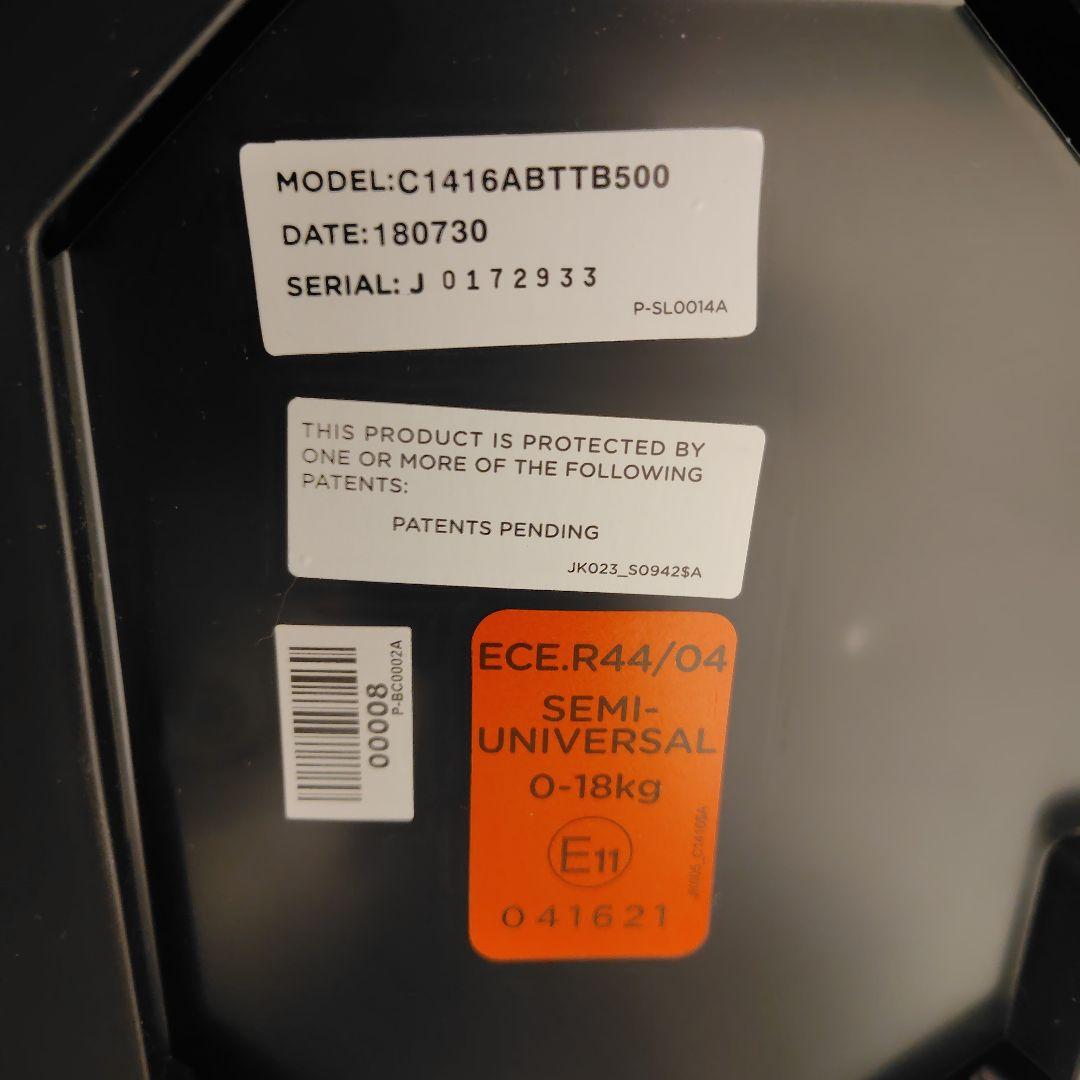 MODEL:C1416ABTTB500
DATE:180730
SERIAL: J 0172933
P-SL0014A
THIS PRODUCT IS PROTECTED BY
ONE OR MORE OF THE FOLLOWING
PATENTS:
PATENTS PENDING
JK023_S0942$A
00008
P-BC0002A
ECE.R44/04
SEMI-
UNIVERSAL
0-18kg
E11
041621